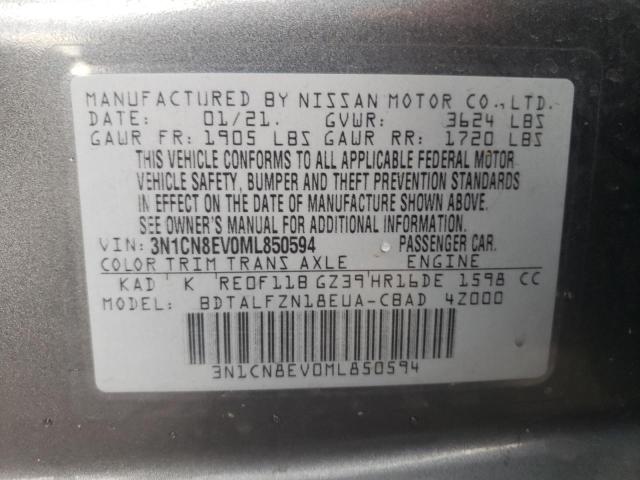 MANUFACTURED BY NISSAN MOTOR CO., LTD.
DATE: 01/21. GVWR: 3624 LBS
GAWR FR: 1905 LBS GAWR RR: 1720 LBS
THIS VEHICLE CONFORMS TO ALL APPLICABLE FEDERAL MOTOR
VEHICLE SAFETY, BUMPER AND THEFT PREVENTION STANDARDS
IN EFFECT ON THE DATE OF MANUFACTURE SHOWN ABOVE.
SEE OWNER'S MANUAL FOR ADDITIONAL INFORMATION.
VIN: 3N1CN8EV0ML850594 PASSENGER CAR.
COLOR TRIM TRANS AXLE ENGINE
KAD K RE0F11B GZ39 HR16DE 1598 CC
MODEL: BDTALFZN18EUA-CBAD 4Z000
3N1CN8EV0ML850594